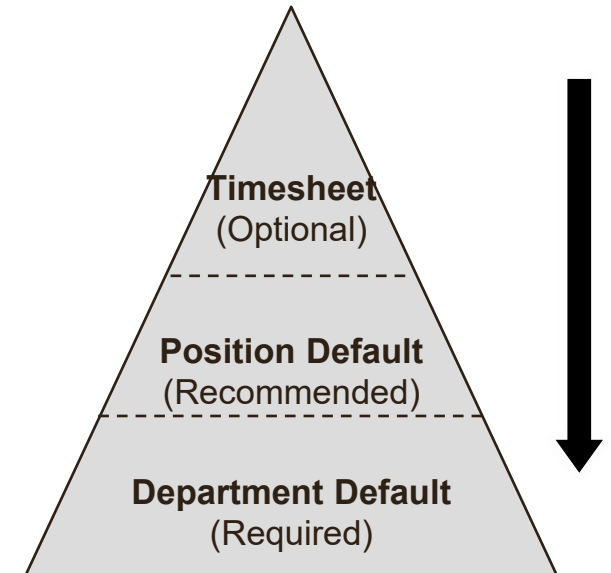 Timesheet
(Optional)
Position Default
(Recommended)
Department Default
(Required)